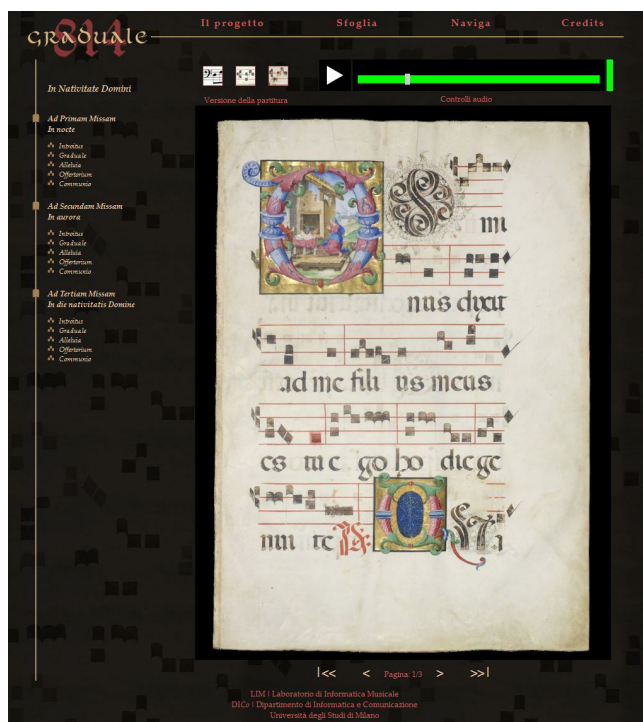 814
GRADUALE
Il progetto
Sfoglia
Naviga
Credits
Versione della partitura
Controlli audio
In Nativitate Domini
Ad Primam Missam
In nocte
Introitus
Graduale
Alleluia
Offertorium
Communio
Ad Secundam Missam
In aurora
Introitus
Graduale
Alleluia
Offertorium
Communio
Ad Tertiam Missam
In die nativitatis Domine
Introitus
Graduale
Alleluia
Offertorium
Communio
mi
nus dixit
ad me fili us meus
es tu e go ho die ge
nui te
|<< < Pagina: 1/3 > >>|
LIM | Laboratorio di Informatica Musicale
DICo | Dipartimento di Informatica e Comunicazione
Università degli Studi di Milano